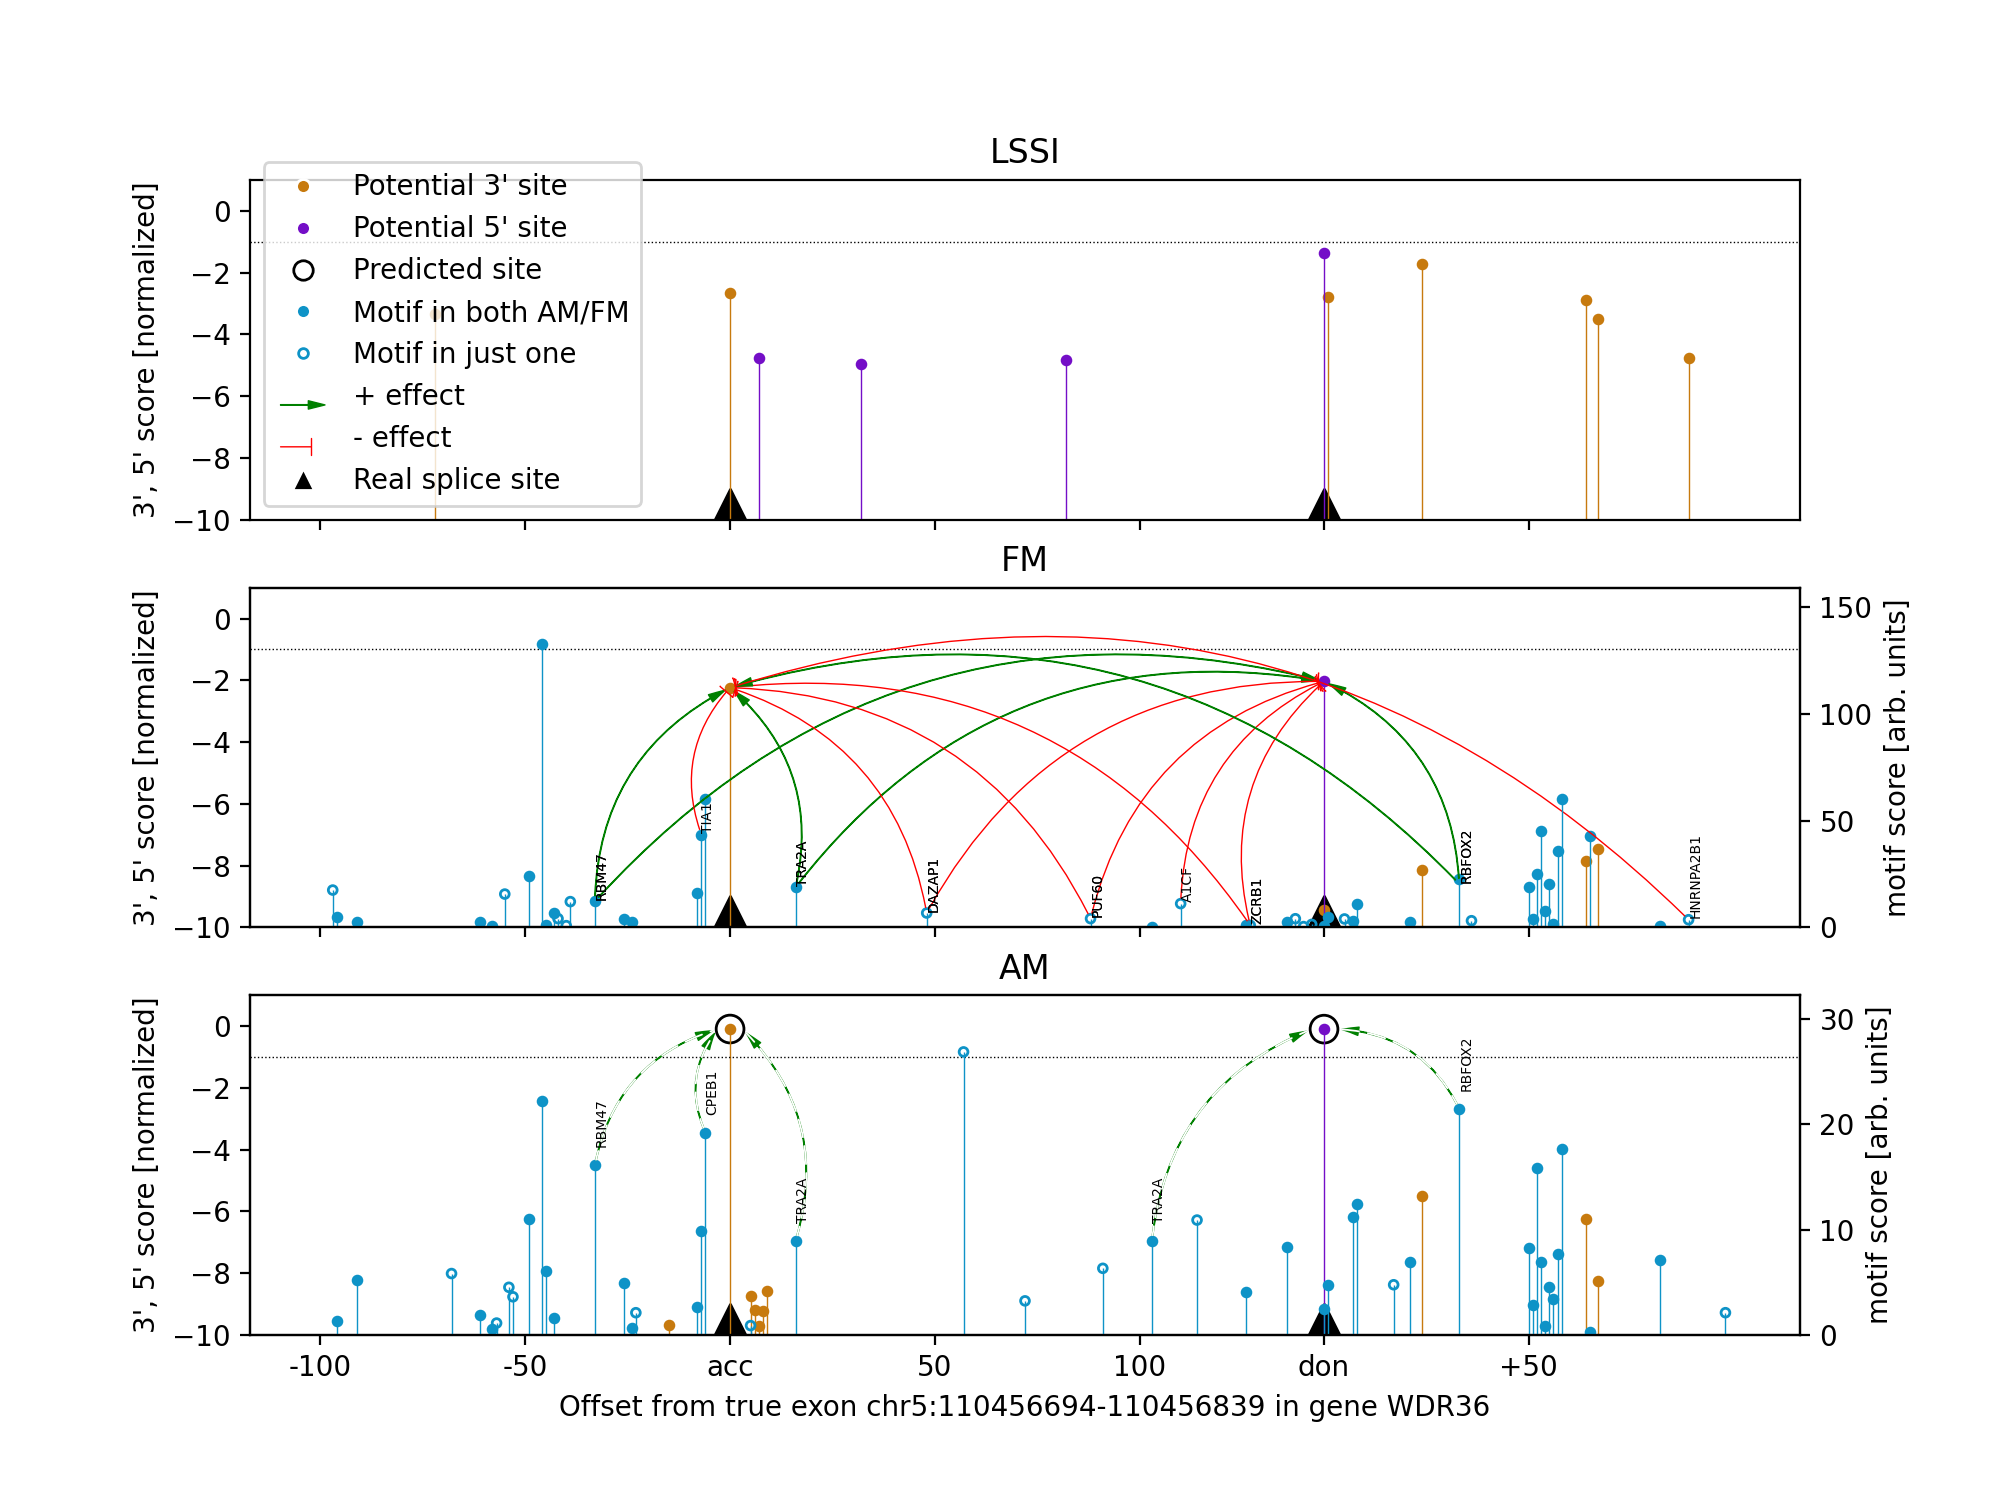 LSSI
3', 5' score [normalized]
0
−2
−4
−6
−8
−10
Potential 3' site
Potential 5' site
Predicted site
Motif in both AM/FM
Motif in just one
+ effect
- effect
Real splice site
FM
3', 5' score [normalized]
0
−2
−4
−6
−8
−10
RBM47
TIA1
TRA2A
DAZAP1
PUF60
A1CF
ZCRB1
RBFOX2
HNRNPA2B1
150
100
50
0
motif score [arb. units]
AM
3', 5' score [normalized]
0
−2
−4
−6
−8
−10
RBM47
CPEB1
TRA2A
TRA2A
RBFOX2
30
20
10
0
motif score [arb. units]
-100 -50 acc 50 100 don +50
Offset from true exon chr5:110456694-110456839 in gene WDR36